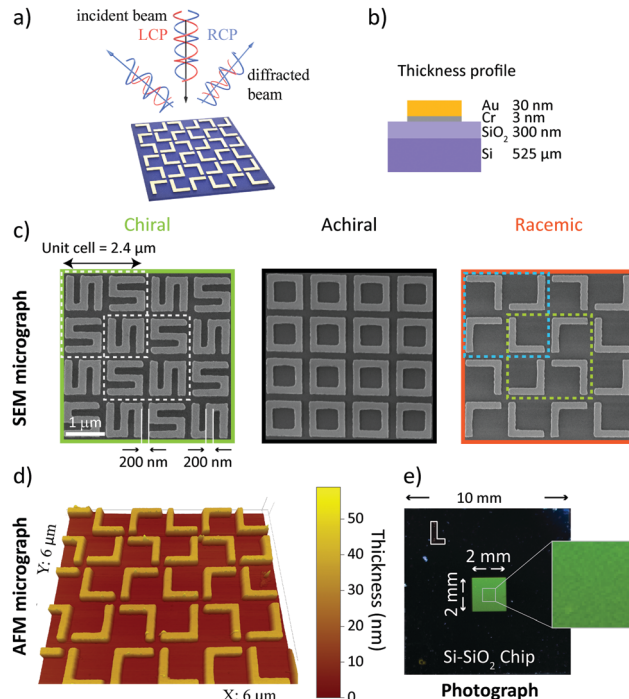 a)
incident beam
LCP
RCP
diffracted
beam
b)
Thickness profile
Au 30 nm
Cr 3 nm
SiO2 300 nm
Si 525 µm
Chiral
Achiral
Racemic
c)
Unit cell = 2.4 µm
SEM micrograph
1 µm
200 nm
200 nm
d)
AFM micrograph
Y: 6 µm
X: 6 µm
50
40
30
20
10
0
Thickness (nm)
e)
10 mm
L
2 mm
2 mm
Si-SiO2 Chip
Photograph